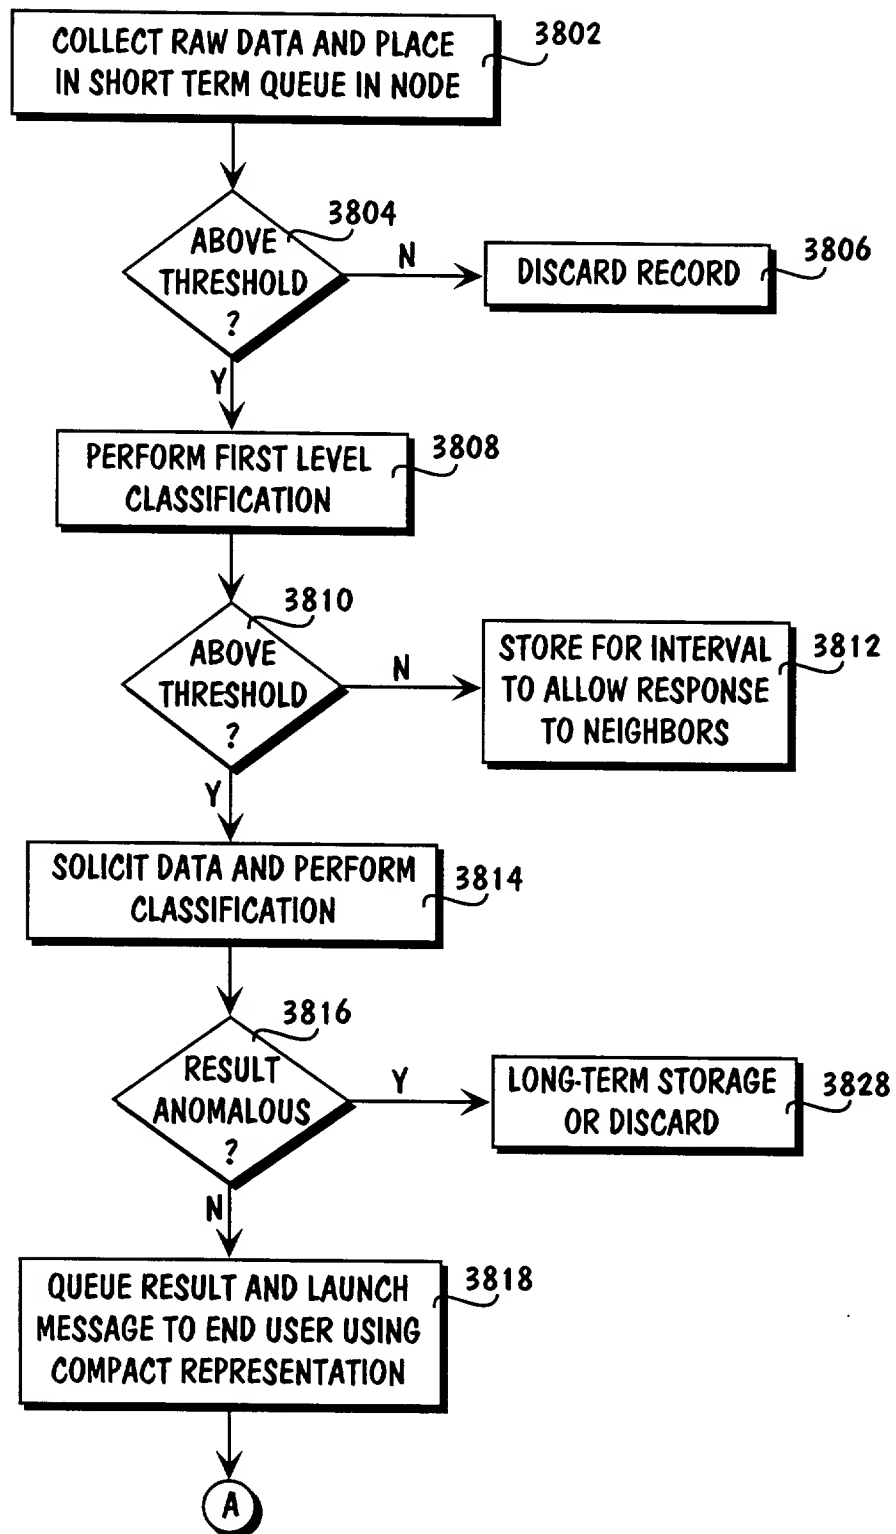 COLLECT RAW DATA AND PLACE
IN SHORT TERM QUEUE IN NODE
3802
ABOVE
THRESHOLD
?
3804
N
DISCARD RECORD
3806
Y
PERFORM FIRST LEVEL
CLASSIFICATION
3808
ABOVE
THRESHOLD
?
3810
N
STORE FOR INTERVAL
TO ALLOW RESPONSE
TO NEIGHBORS
3812
Y
SOLICIT DATA AND PERFORM
CLASSIFICATION
3814
RESULT
ANOMALOUS
?
3816
Y
LONG-TERM STORAGE
OR DISCARD
3828
N
QUEUE RESULT AND LAUNCH
MESSAGE TO END USER USING
COMPACT REPRESENTATION
3818
A